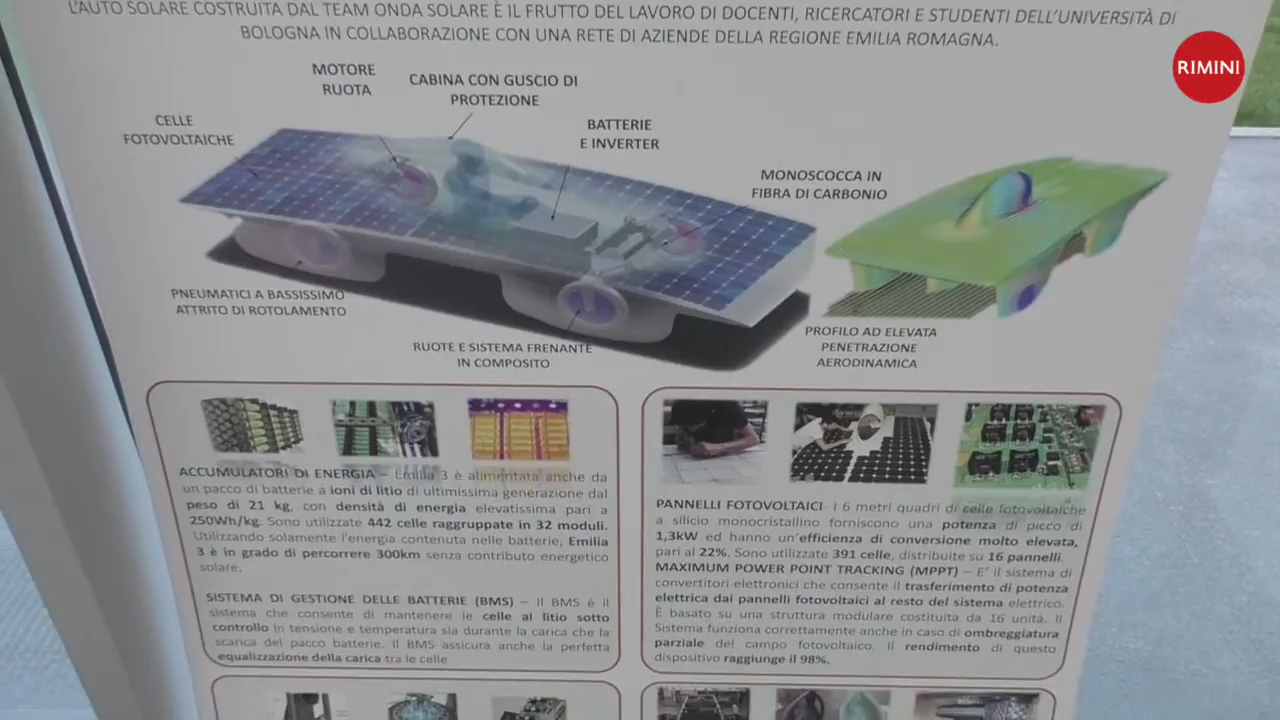 L'AUTO SOLARE COSTRUITA DAL TEAM ONDA SOLARE È IL FRUTTO DEL LAVORO DI DOCENTI, RICERCATORI E STUDENTI DELL'UNIVERSITÀ DI
BOLOGNA IN COLLABORAZIONE CON UNA RETE DI AZIENDE DELLA REGIONE EMILIA ROMAGNA.
RIMINI
MOTORE
RUOTA
CABINA CON GUSCIO DI
PROTEZIONE
CELLE
FOTOVOLTAICHE
BATTERIE
E INVERTER
MONOSCOCCA IN
FIBRA DI CARBONIO
PNEUMATICI A BASSISSIMO
ATTRITO DI ROTOLAMENTO
RUOTE E SISTEMA FRENANTE
IN COMPOSITO
PROFILO AD ELEVATA
PENETRAZIONE
AERODINAMICA
ACCUMULATORI DI ENERGIA – Emilia 3 è alimentata anche da
un pacco di batterie a ioni di litio di ultimissima generazione dal
peso di 21 kg, con densità di energia elevatissima pari a
250Wh/kg. Sono utilizzate 442 celle raggruppate in 32 moduli.
Utilizzando solamente l'energia contenuta nelle batterie, Emilia
3 è in grado di percorrere 300km senza contributo energetico
solare.
SISTEMA DI GESTIONE DELLE BATTERIE (BMS) – Il BMS è il
sistema che consente di mantenere le celle al litio sotto
controllo in tensione e temperatura sia durante la carica che la
scarica del pacco batterie. Il BMS assicura anche la perfetta
equalizzazione della carica tra le celle
PANNELLI FOTOVOLTAICI- I 6 metri quadri di celle fotovoltaiche
a silicio monocristallino forniscono una potenza di picco di
1,3kW ed hanno un'efficienza di conversione molto elevata,
pari al 22%. Sono utilizzate 391 celle, distribuite su 16 pannelli.
MAXIMUM POWER POINT TRACKING (MPPT) – E' il sistema di
convertitori elettronici che consente il trasferimento di potenza
elettrica dai pannelli fotovoltaici al resto del sistema elettrico.
È basato su una struttura modulare costituita da 16 unità. Il
Sistema funziona correttamente anche in caso di ombreggiatura
parziale del campo fotovoltaico. Il rendimento di questo
dispositivo raggiunge il 98%.